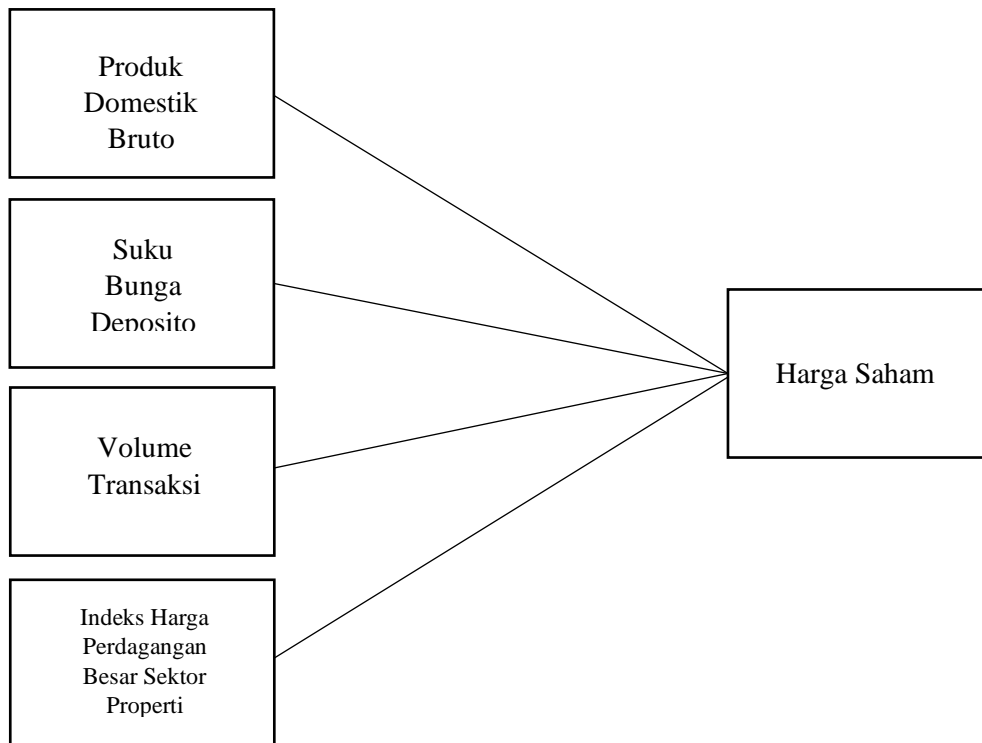 Produk
Domestik
Bruto
Suku
Bunga
Deposito
Volume
Transaksi
Indeks Harga
Perdagangan
Besar Sektor
Properti
Harga Saham